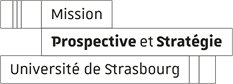 Mission
Prospective et Stratégie
Université de Strasbourg